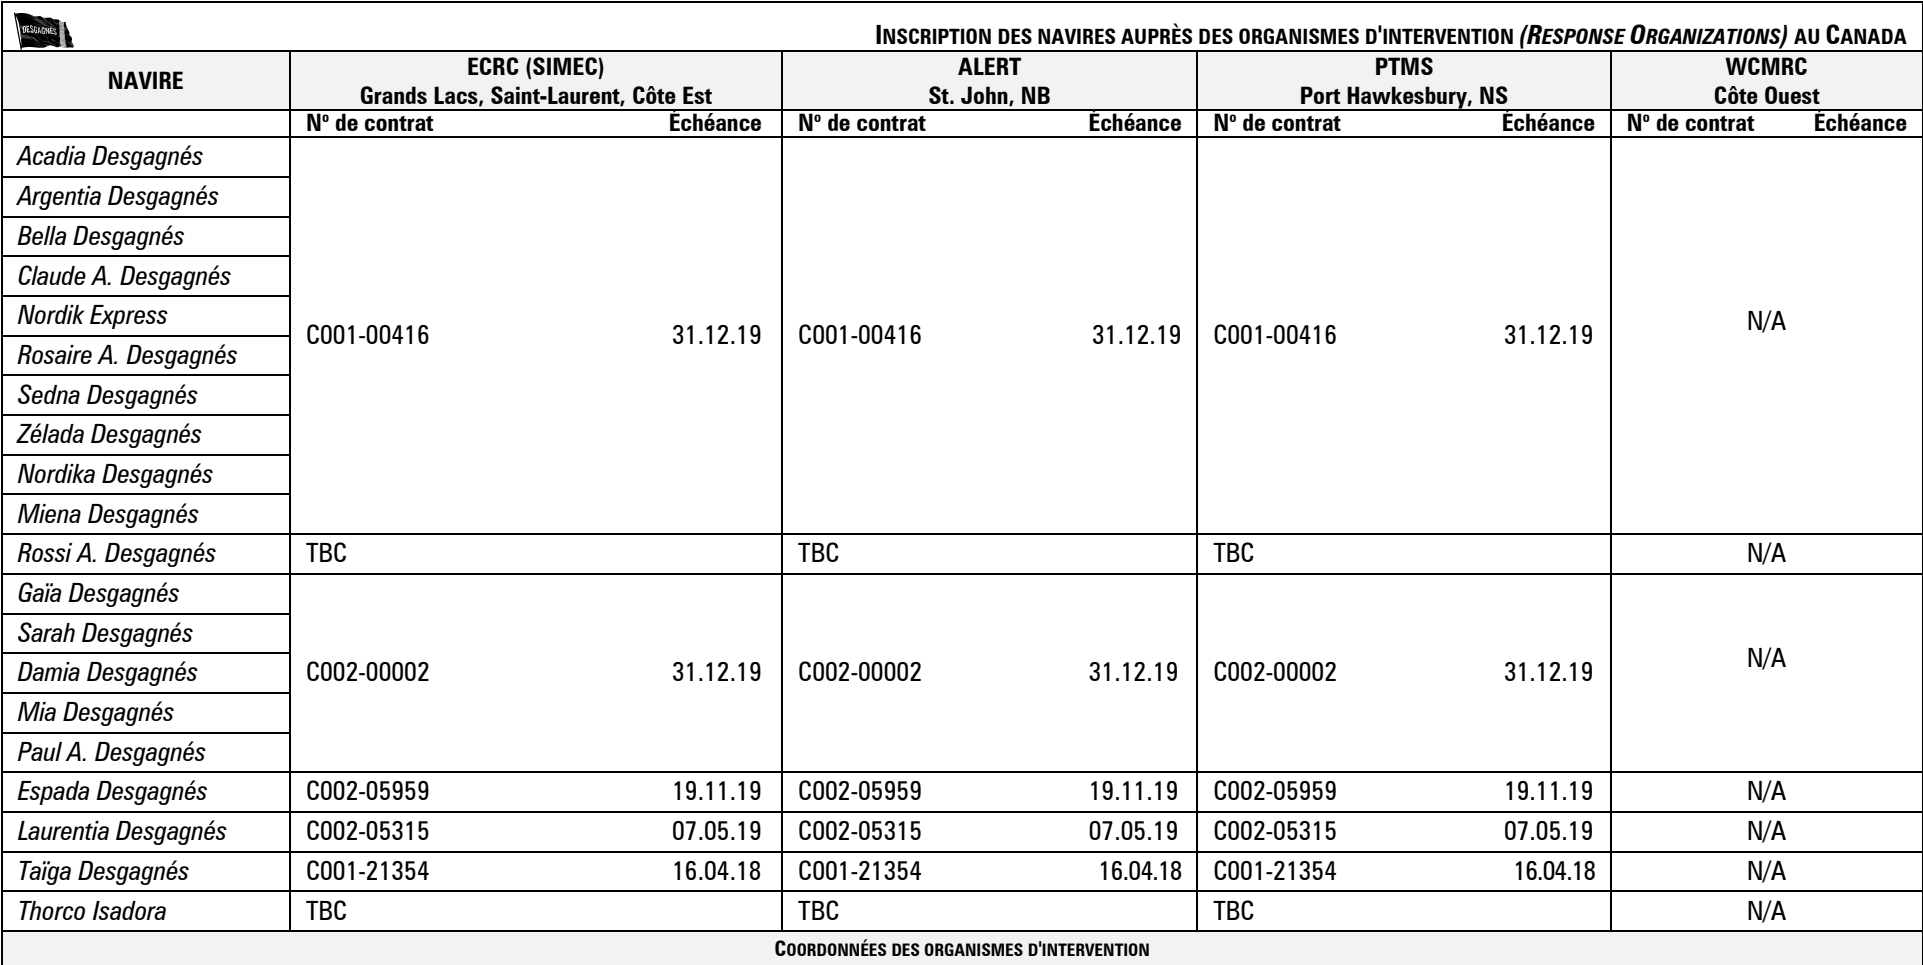 DESGAGNÉS
INSCRIPTION DES NAVIRES AUPRÈS DES ORGANISMES D'INTERVENTION (RESPONSE ORGANIZATIONS) AU CANADA
NAVIRE ECRC (SIMEC) ALERT PTMS WCMRC
Grands Lacs, Saint-Laurent, Côte Est St. John, NB Port Hawkesbury, NS Côte Ouest
Nº de contrat Échéance Nº de contrat Échéance Nº de contrat Échéance Nº de contrat Échéance
Acadia Desgagnés
Argentia Desgagnés
Bella Desgagnés
Claude A. Desgagnés
Nordik Express
C001-00416 31.12.19 C001-00416 31.12.19 C001-00416 31.12.19 N/A
Rosaire A. Desgagnés
Sedna Desgagnés
Zélada Desgagnés
Nordika Desgagnés
Miena Desgagnés
Rossi A. Desgagnés TBC TBC TBC N/A
Gaïa Desgagnés
Sarah Desgagnés
Damia Desgagnés C002-00002 31.12.19 C002-00002 31.12.19 C002-00002 31.12.19 N/A
Mia Desgagnés
Paul A. Desgagnés
Espada Desgagnés C002-05959 19.11.19 C002-05959 19.11.19 C002-05959 19.11.19 N/A
Laurentia Desgagnés C002-05315 07.05.19 C002-05315 07.05.19 C002-05315 07.05.19 N/A
Taïga Desgagnés C001-21354 16.04.18 C001-21354 16.04.18 C001-21354 16.04.18 N/A
Thorco Isadora TBC TBC TBC N/A
COORDONNÉES DES ORGANISMES D'INTERVENTION